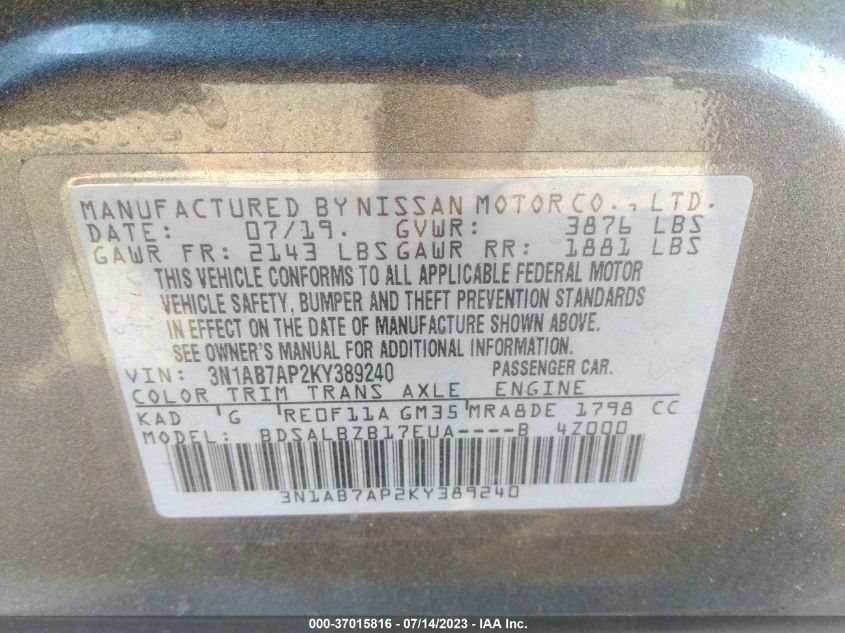 MANUFACTURED BY NISSAN MOTOR CO., LTD.
DATE: 07/19. GVWR: 3876 LBS
GAWR FR: 2143 LBS GAWR RR: 1881 LBS
THIS VEHICLE CONFORMS TO ALL APPLICABLE FEDERAL MOTOR
VEHICLE SAFETY, BUMPER AND THEFT PREVENTION STANDARDS
IN EFFECT ON THE DATE OF MANUFACTURE SHOWN ABOVE.
SEE OWNER'S MANUAL FOR ADDITIONAL INFORMATION.
VIN: 3N1AB7AP2KY389240 PASSENGER CAR.
COLOR TRIM TRANS AXLE ENGINE
KAD G RE0F11A GM35 MRA8DE 1798 CC
MODEL: BDSALBZB17EUA----B 4Z000
3N1AB7AP2KY389240
000-37015816 - 07/14/2023 - IAA Inc.